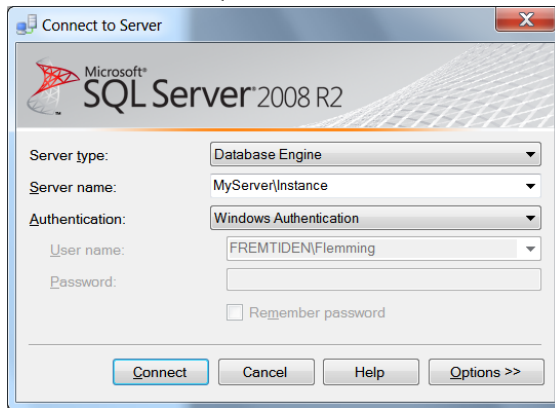 Connect to Server
Microsoft®
SQL Server® 2008 R2
Server type: Database Engine
Server name: MyServer\Instance
Authentication: Windows Authentication
User name: FREMTIDEN\Flemming
Password:
Remember password
Connect Cancel Help Options >>